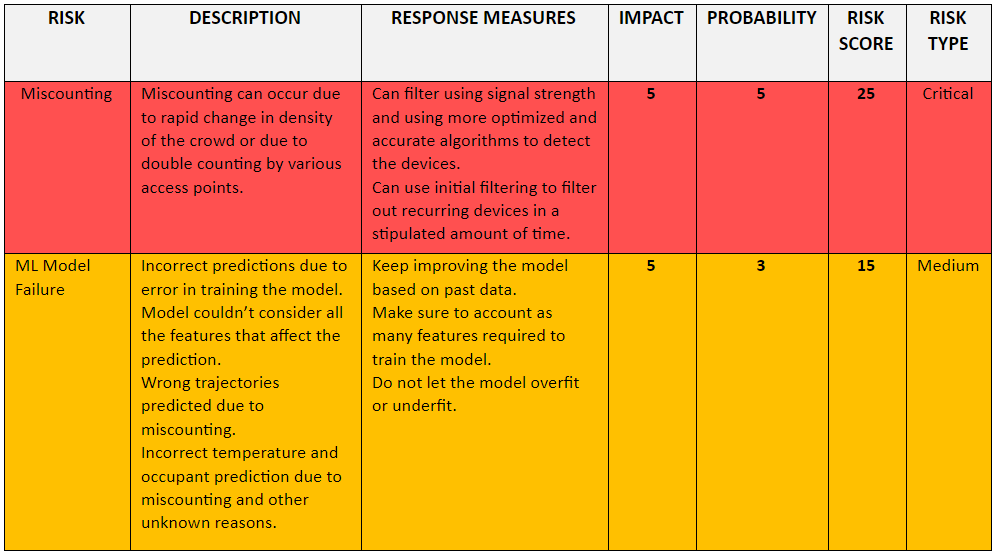 RISK
DESCRIPTION
RESPONSE MEASURES
IMPACT
PROBABILITY
RISK
SCORE
RISK
TYPE
Miscounting
Miscounting can occur due
to rapid change in density
of the crowd or due to
double counting by various
access points.
Can filter using signal strength
and using more optimized and
accurate algorithms to detect
the devices.
Can use initial filtering to filter
out recurring devices in a
stipulated amount of time.
5
5
25
Critical
ML Model
Failure
Incorrect predictions due to
error in training the model.
Model couldn’t consider all
the features that affect the
prediction.
Wrong trajectories
predicted due to
miscounting.
Incorrect temperature and
occupant prediction due to
miscounting and other
unknown reasons.
Keep improving the model
based on past data.
Make sure to account as
many features required to
train the model.
Do not let the model overfit
or underfit.
5
3
15
Medium